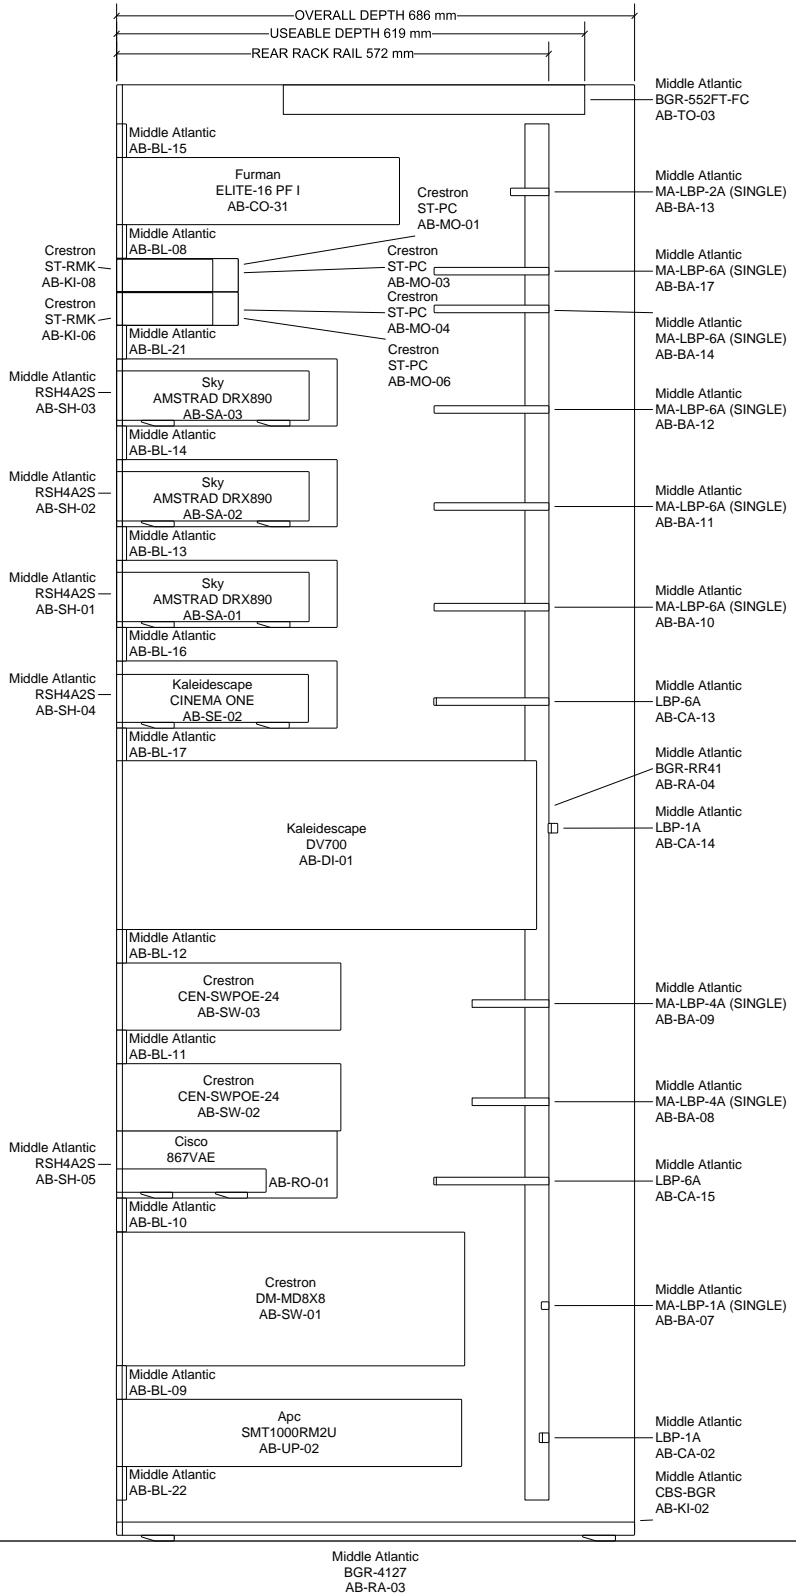 OVERALL DEPTH 686 mm
USEABLE DEPTH 619 mm
REAR RACK RAIL 572 mm
Middle Atlantic
BGR-552FT-FC
AB-TO-03
Middle Atlantic
AB-BL-15
Furman
ELITE-16 PF I
AB-CO-31
Middle Atlantic
MA-LBP-2A (SINGLE)
AB-BA-13
Crestron
ST-PC
AB-MO-01
Middle Atlantic
AB-BL-08
Crestron
ST-RMK
AB-KI-08
Crestron
ST-PC
AB-MO-03
Middle Atlantic
MA-LBP-6A (SINGLE)
AB-BA-17
Crestron
ST-RMK
AB-KI-06
Crestron
ST-PC
AB-MO-04
Middle Atlantic
MA-LBP-6A (SINGLE)
AB-BA-14
Middle Atlantic
AB-BL-21
Crestron
ST-PC
AB-MO-06
Middle Atlantic
RSH4A2S
AB-SH-03
Sky
AMSTRAD DRX890
AB-SA-03
Middle Atlantic
MA-LBP-6A (SINGLE)
AB-BA-12
Middle Atlantic
AB-BL-14
Middle Atlantic
RSH4A2S
AB-SH-02
Sky
AMSTRAD DRX890
AB-SA-02
Middle Atlantic
MA-LBP-6A (SINGLE)
AB-BA-11
Middle Atlantic
AB-BL-13
Middle Atlantic
RSH4A2S
AB-SH-01
Sky
AMSTRAD DRX890
AB-SA-01
Middle Atlantic
MA-LBP-6A (SINGLE)
AB-BA-10
Middle Atlantic
AB-BL-16
Middle Atlantic
RSH4A2S
AB-SH-04
Kaleidescape
CINEMA ONE
AB-SE-02
Middle Atlantic
LBP-6A
AB-CA-13
Middle Atlantic
AB-BL-17
Middle Atlantic
BGR-RR41
AB-RA-04
Kaleidescape
DV700
AB-DI-01
Middle Atlantic
LBP-1A
AB-CA-14
Middle Atlantic
AB-BL-12
Crestron
CEN-SWPOE-24
AB-SW-03
Middle Atlantic
MA-LBP-4A (SINGLE)
AB-BA-09
Middle Atlantic
AB-BL-11
Crestron
CEN-SWPOE-24
AB-SW-02
Middle Atlantic
MA-LBP-4A (SINGLE)
AB-BA-08
Middle Atlantic
RSH4A2S
AB-SH-05
Cisco
867VAE
AB-RO-01
Middle Atlantic
LBP-6A
AB-CA-15
Middle Atlantic
AB-BL-10
Crestron
DM-MD8X8
AB-SW-01
Middle Atlantic
MA-LBP-1A (SINGLE)
AB-BA-07
Middle Atlantic
AB-BL-09
Apc
SMT1000RM2U
AB-UP-02
Middle Atlantic
LBP-1A
AB-CA-02
Middle Atlantic
AB-BL-22
Middle Atlantic
CBS-BGR
AB-KI-02
Middle Atlantic
BGR-4127
AB-RA-03